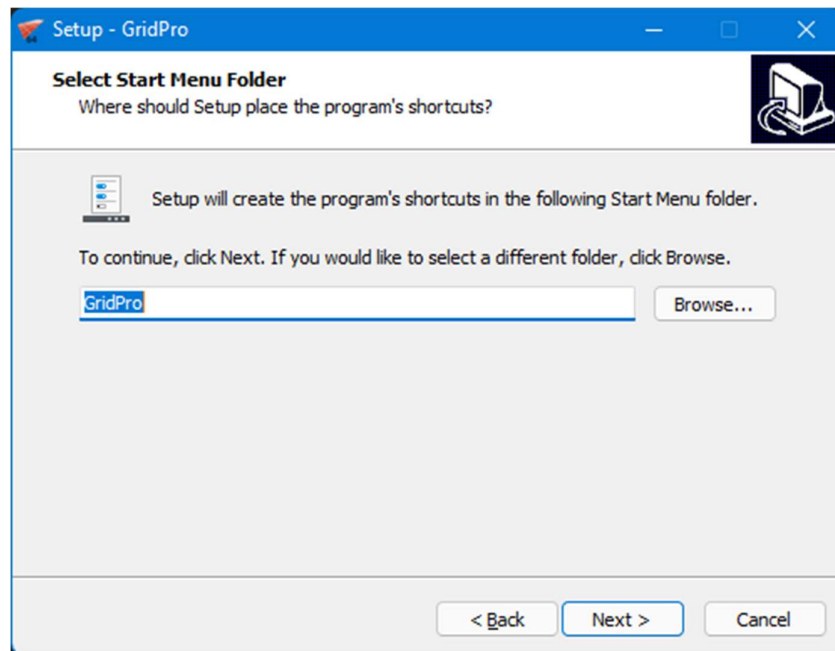 Setup - GridPro
Select Start Menu Folder
Where should Setup place the program's shortcuts?
Setup will create the program's shortcuts in the following Start Menu folder.
To continue, click Next. If you would like to select a different folder, click Browse.
GridPro
Browse...
< Back
Next >
Cancel